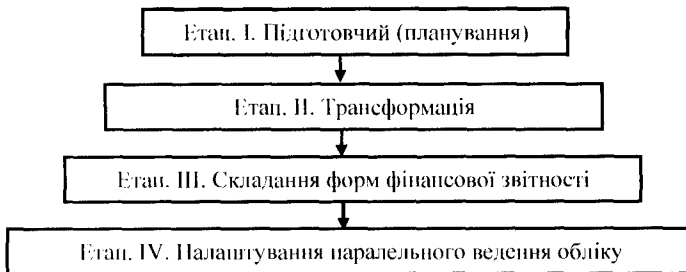 Етап. І. Підготовчий (планування)
Етап. ІІ. Трансформація
Етап. ІІІ. Складання форм фінансової звітності
Етап. IV. Налаштування паралельного ведення обліку